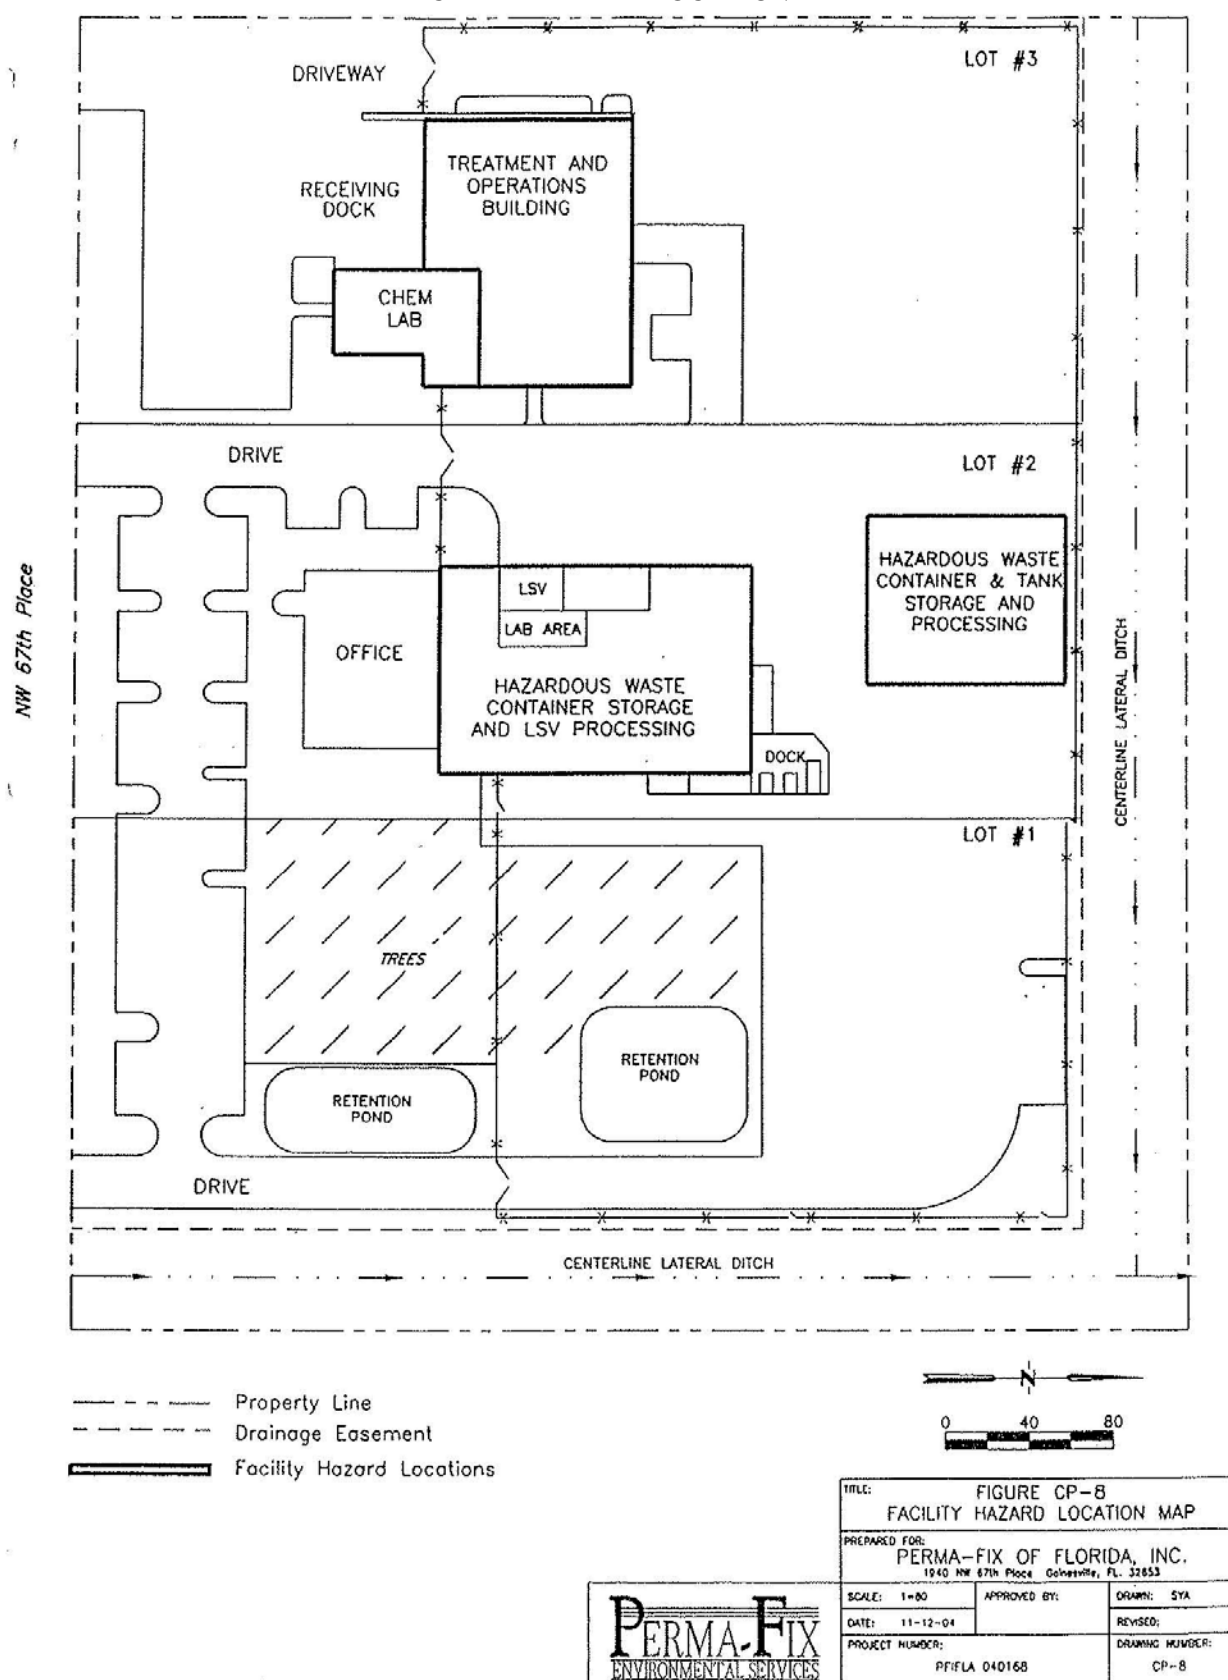 LOT #3
DRIVEWAY
TREATMENT AND
OPERATIONS
BUILDING
RECEIVING
DOCK
CHEM
LAB
DRIVE
LOT #2
NW 67th Place
HAZARDOUS WASTE
CONTAINER & TANK
STORAGE AND
PROCESSING
LSV
LAB AREA
OFFICE
HAZARDOUS WASTE
CONTAINER STORAGE
AND LSV PROCESSING
DOCK
CENTERLINE LATERAL DITCH
LOT #1
TREES
RETENTION
POND
RETENTION
POND
DRIVE
CENTERLINE LATERAL DITCH
N
0 40 80
Property Line
Drainage Easement
Facility Hazard Locations
TITLE: FIGURE CP-8
FACILITY HAZARD LOCATION MAP
PREPARED FOR:
PERMA-FIX OF FLORIDA, INC.
1940 NW 67th Place Gainesville, FL. 32653
SCALE: 1=80 APPROVED BY: DRAWN: SYA
DATE: 11-12-04 REVISED:
PROJECT NUMBER: DRAWING NUMBER:
PFIFLA 040168 CP-8
PERMA-FIX
ENVIRONMENTAL SERVICES